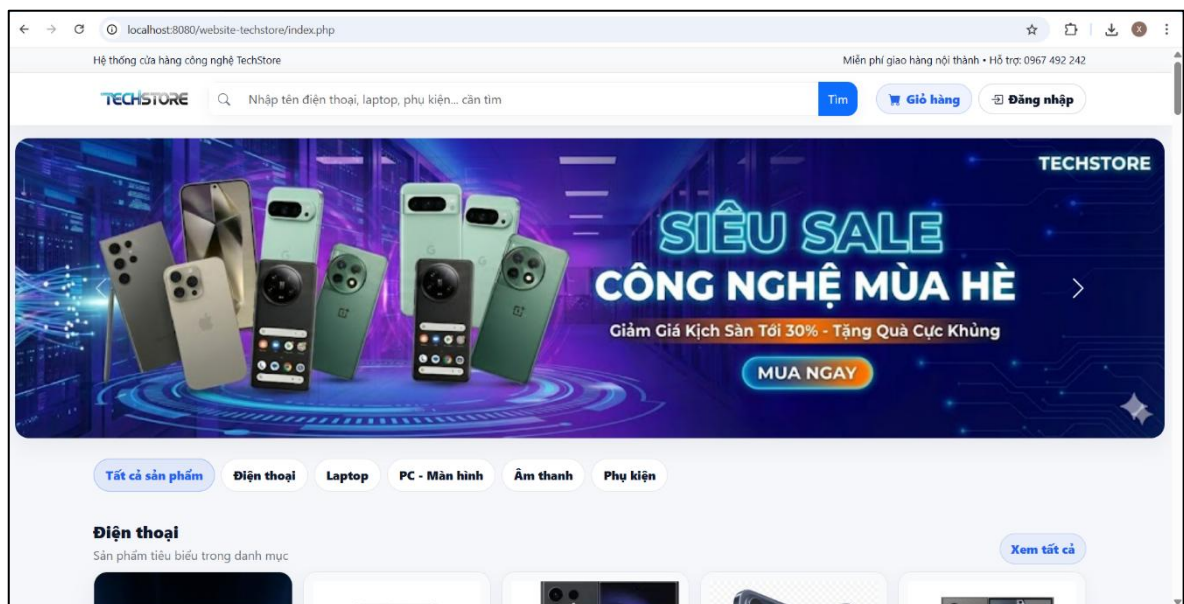 localhost:8080/website-techstore/index.php
X
Hệ thống cửa hàng công nghệ TechStore
Miễn phí giao hàng nội thành • Hỗ trợ: 0967 492 242
TECHSTORE
Nhập tên điện thoại, laptop, phụ kiện... cần tìm
Tìm
Giỏ hàng
Đăng nhập
TECHSTORE
SIÊU SALE
CÔNG NGHỆ MÙA HÈ
Giảm Giá Kịch Sàn Tới 30% - Tặng Quà Cực Khủng
MUA NGAY
Tất cả sản phẩm
Điện thoại
Laptop
PC - Màn hình
Âm thanh
Phụ kiện
Điện thoại
Sản phẩm tiêu biểu trong danh mục
Xem tất cả